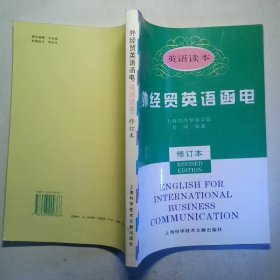 英语读本
外经贸英语函电
上海对外贸易学院
编著
修订本
REVISED
EDITION
ENGLISH FOR
INTERNATIONAL
BUSINESS
COMMUNICATION
上海科学技术文献出版社
外经贸英语函电 英语读本 修订本
上海科学技术文献出版社